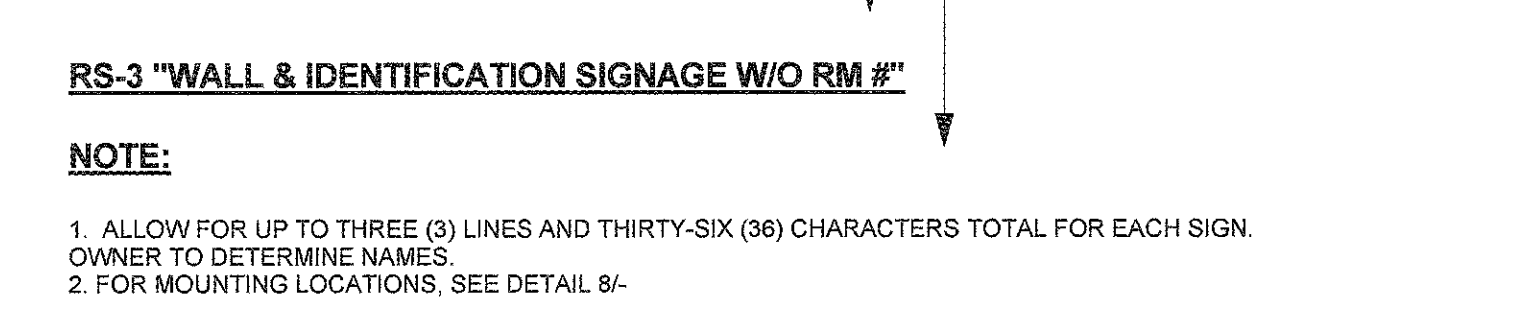 RS-3 "WALL & IDENTIFICATION SIGNAGE W/O RM #"
NOTE:
1. ALLOW FOR UP TO THREE (3) LINES AND THIRTY-SIX (36) CHARACTERS TOTAL FOR EACH SIGN.
OWNER TO DETERMINE NAMES.
2. FOR MOUNTING LOCATIONS, SEE DETAIL 8/-